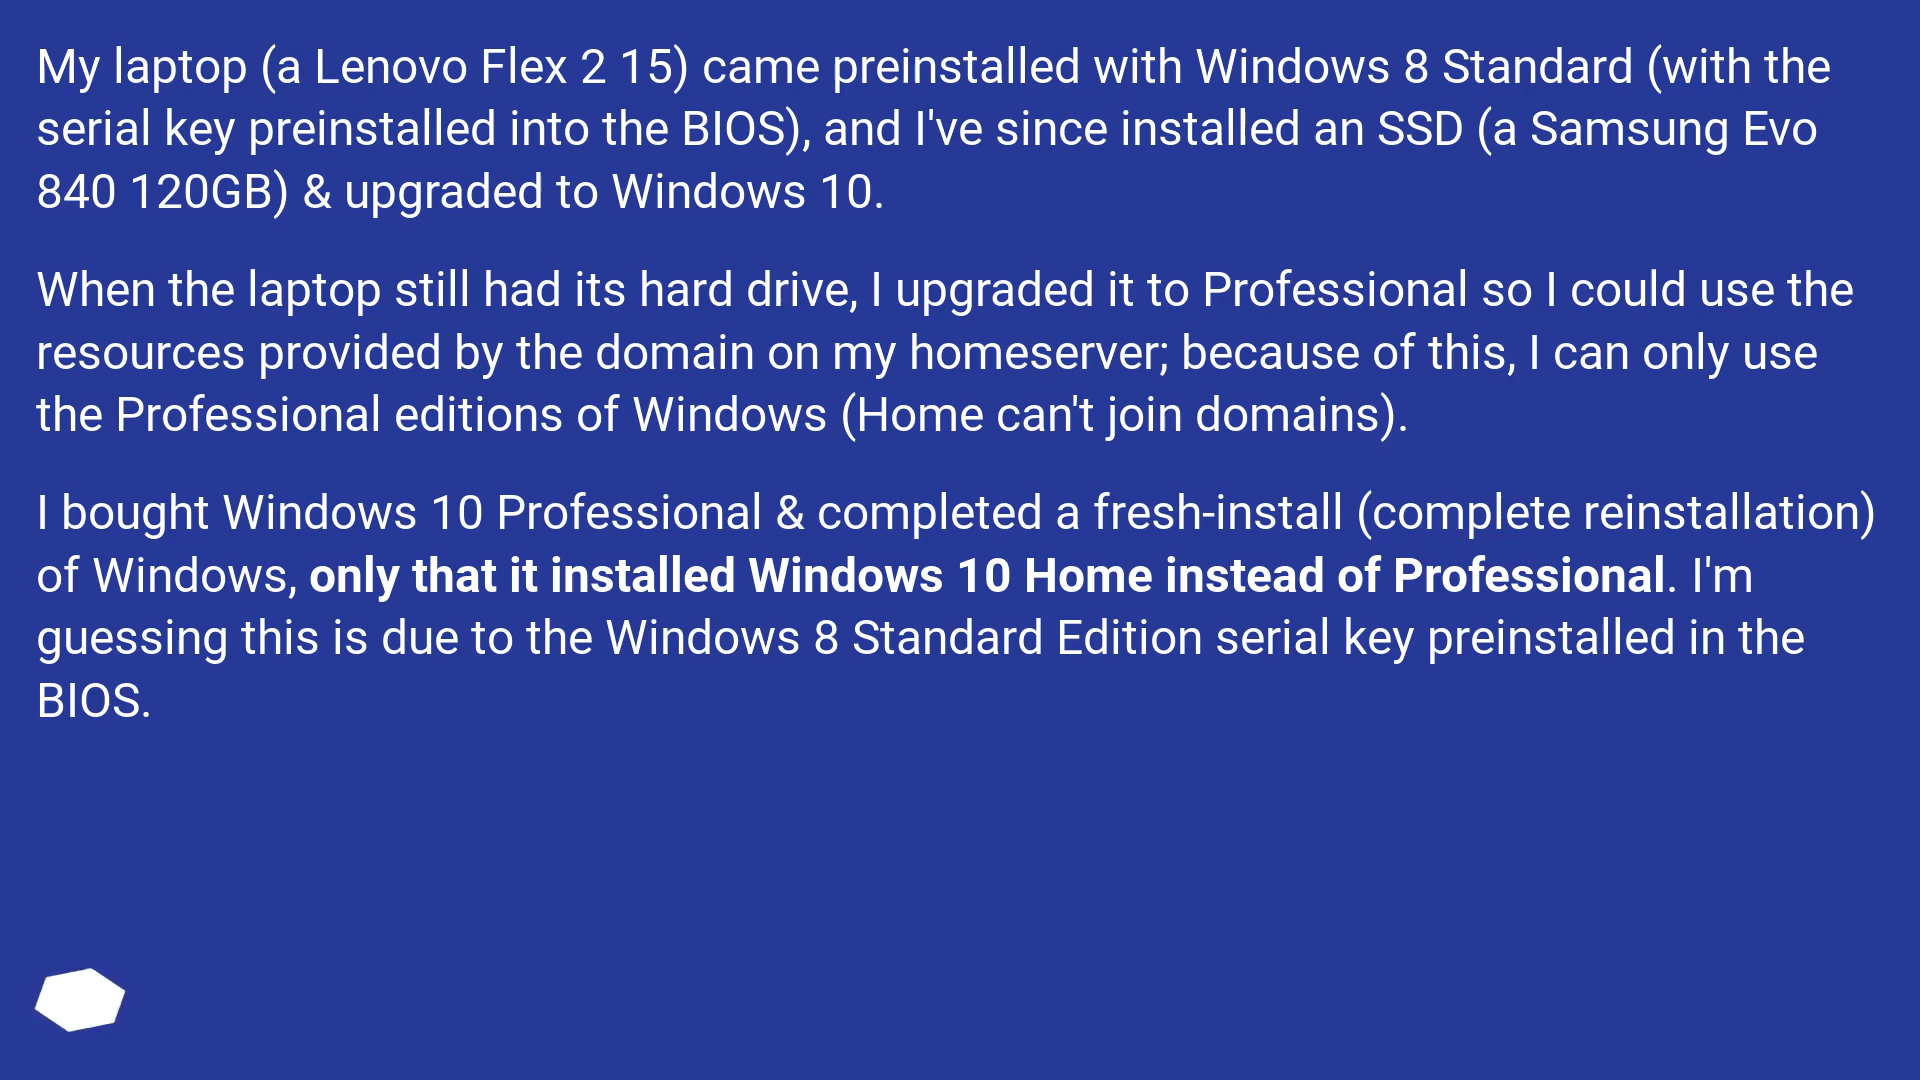 My laptop (a Lenovo Flex 2 15) came preinstalled with Windows 8 Standard (with the
serial key preinstalled into the BIOS), and I've since installed an SSD (a Samsung Evo
840 120GB) & upgraded to Windows 10.
When the laptop still had its hard drive, I upgraded it to Professional so I could use the
resources provided by the domain on my homeserver; because of this, I can only use
the Professional editions of Windows (Home can't join domains).
I bought Windows 10 Professional & completed a fresh-install (complete reinstallation)
of Windows, only that it installed Windows 10 Home instead of Professional. I'm
guessing this is due to the Windows 8 Standard Edition serial key preinstalled in the
BIOS.